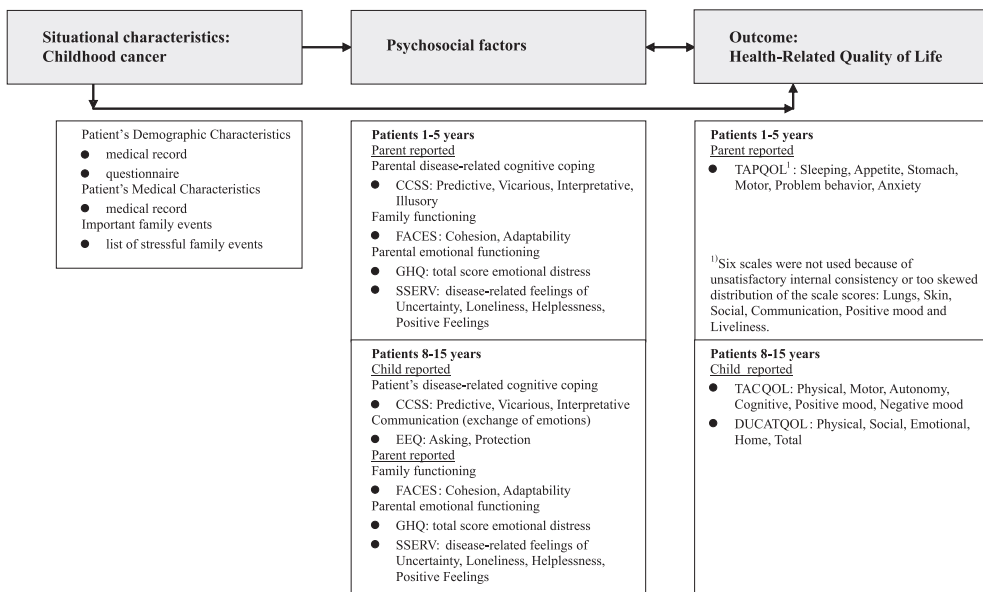 Situational characteristics:
Childhood cancer
Psychosocial factors
Outcome:
Health-Related Quality of Life
Patient's Demographic Characteristics
● medical record
● questionnaire
Patient's Medical Characteristics
● medical record
Important family events
● list of stressful family events
Patients 1-5 years
Parent reported
Parental disease-related cognitive coping
● CCSS: Predictive, Vicarious, Interpretative,
Illusory
Family functioning
● FACES: Cohesion, Adaptability
Parental emotional functioning
● GHQ: total score emotional distress
● SSERV: disease-related feelings of
Uncertainty, Loneliness, Helplessness,
Positive Feelings
Patients 8-15 years
Child reported
Patient's disease-related cognitive coping
● CCSS: Predictive, Vicarious, Interpretative
Communication (exchange of emotions)
● EEQ: Asking, Protection
Parent reported
Family functioning
● FACES: Cohesion, Adaptability
Parental emotional functioning
● GHQ: total score emotional distress
● SSERV: disease-related feelings of
Uncertainty, Loneliness, Helplessness,
Positive Feelings
Patients 1-5 years
Parent reported
● TAPQOL¹ : Sleeping, Appetite, Stomach,
Motor, Problem behavior, Anxiety
¹⁾Six scales were not used because of
unsatisfactory internal consistency or too skewed
distribution of the scale scores: Lungs, Skin,
Social, Communication, Positive mood and
Liveliness.
Patients 8-15 years
Child reported
● TACQOL: Physical, Motor, Autonomy,
Cognitive, Positive mood, Negative mood
● DUCATQOL: Physical, Social, Emotional,
Home, Total